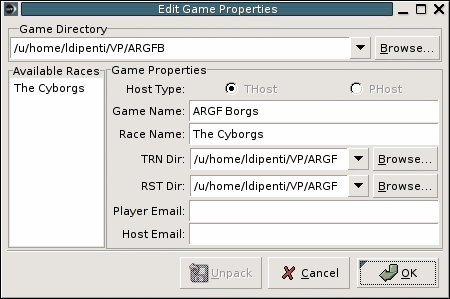 Edit Game Properties
Game Directory
/u/home/ldipenti/VP/ARGFB
Browse...
Available Races
The Cyborgs
Game Properties
Host Type: THost PHost
Game Name: ARGF Borgs
Race Name: The Cyborgs
TRN Dir: /u/home/ldipenti/VP/ARGF Browse...
RST Dir: /u/home/ldipenti/VP/ARGF Browse...
Player Email:
Host Email:
Unpack Cancel OK